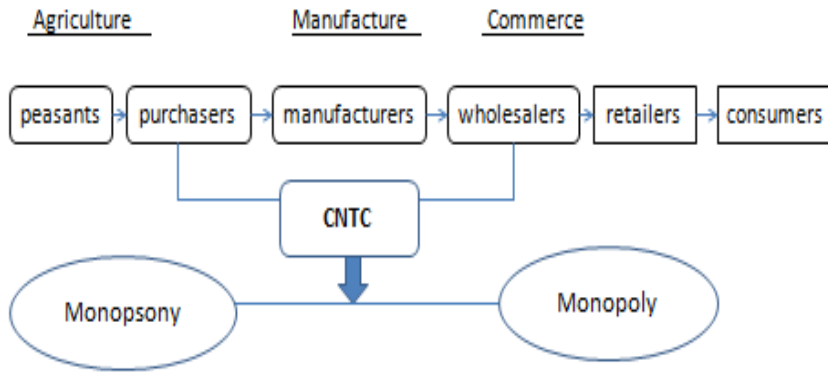 Agriculture Manufacture Commerce
peasants purchasers manufacturers wholesalers retailers consumers
CNTC
Monopsony Monopoly